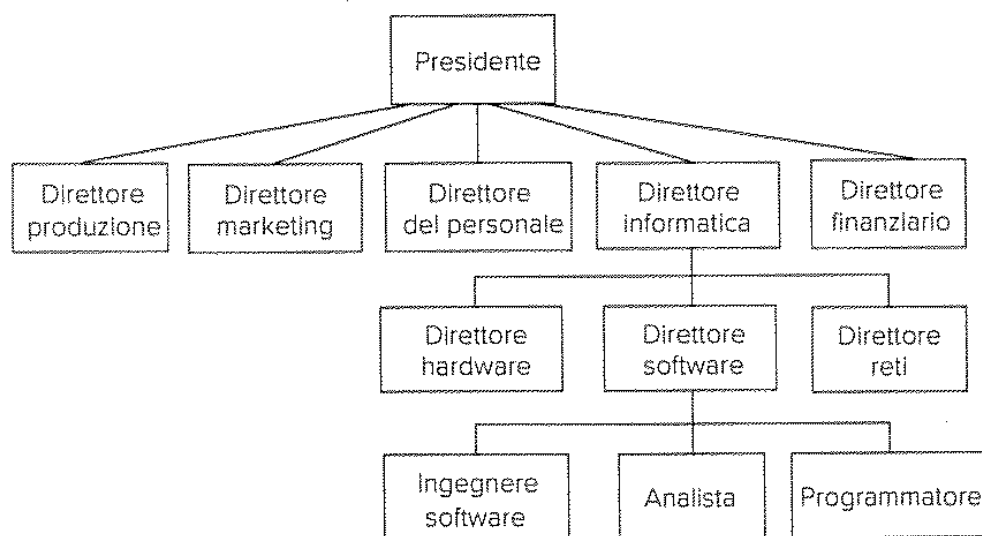 Presidente
Direttore
produzione
Direttore
marketing
Direttore
del personale
Direttore
informatica
Direttore
finanziario
Direttore
hardware
Direttore
software
Direttore
reti
Ingegnere
software
Analista
Programmatore